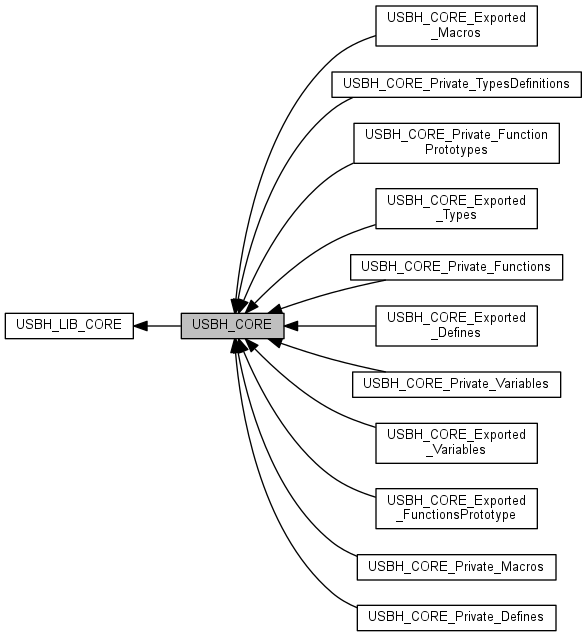 USBH_CORE_Exported
_Macros
USBH_CORE_Private_TypesDefinitions
USBH_CORE_Private_Function
Prototypes
USBH_CORE_Exported
_Types
USBH_CORE_Private_Functions
USBH_LIB_CORE
USBH_CORE
USBH_CORE_Exported
_Defines
USBH_CORE_Private_Variables
USBH_CORE_Exported
_Variables
USBH_CORE_Exported
_FunctionsPrototype
USBH_CORE_Private_Macros
USBH_CORE_Private_Defines